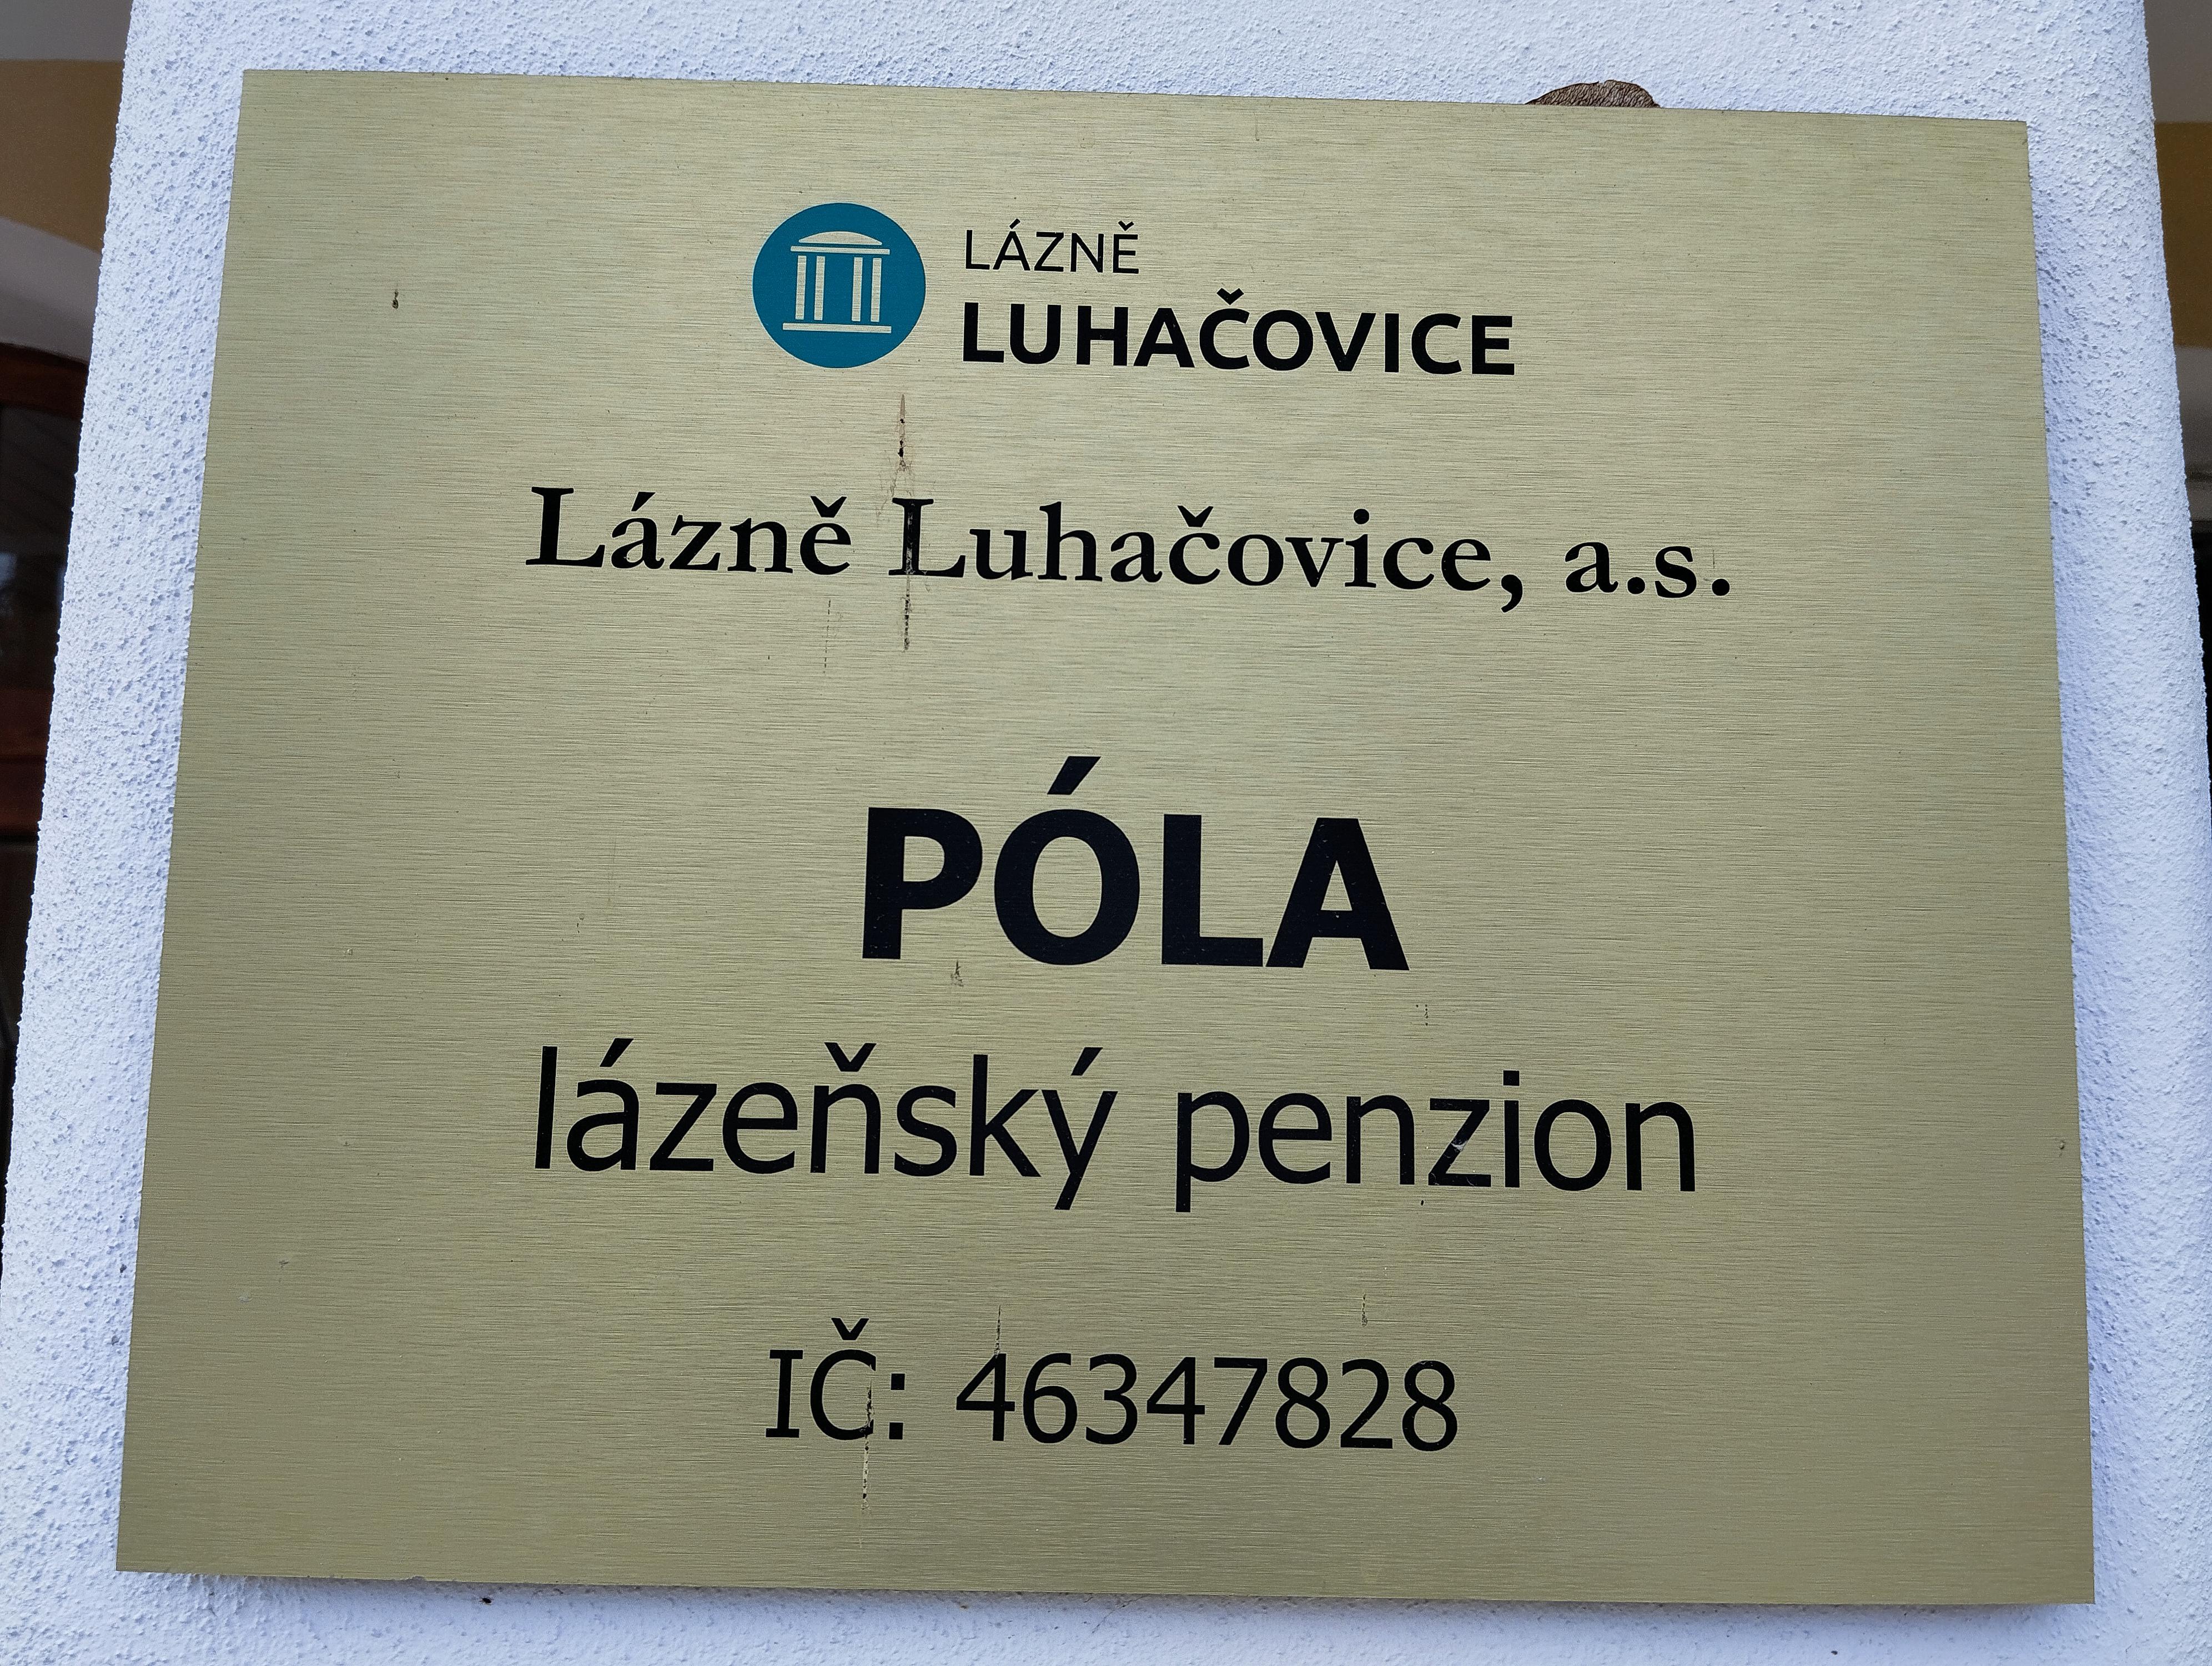 LÁZNĚ
LUHAČOVICE
Lázně Luhačovice, a.s.
PÓLA
lázeňský penzion
IČ: 46347828